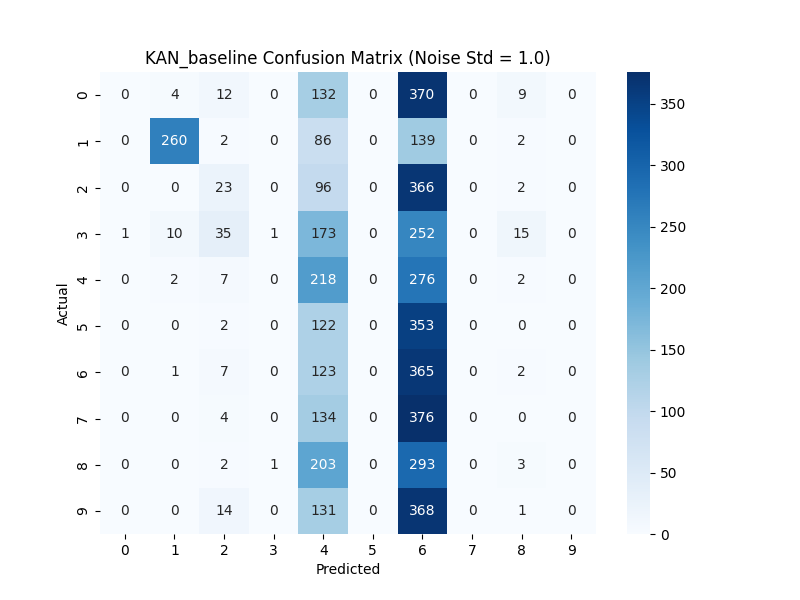 KAN_baseline Confusion Matrix (Noise Std = 1.0)
0 0 4 12 0 132 0 370 0 9 0
1 0 260 2 0 86 0 139 0 2 0
2 0 0 23 0 96 0 366 0 2 0
3 1 10 35 1 173 0 252 0 15 0
4 0 2 7 0 218 0 276 0 2 0
5 0 0 2 0 122 0 353 0 0 0
6 0 1 7 0 123 0 365 0 2 0
7 0 0 4 0 134 0 376 0 0 0
8 0 0 2 1 203 0 293 0 3 0
9 0 0 14 0 131 0 368 0 1 0
0 1 2 3 4 5 6 7 8 9
Predicted
Actual
350
300
250
200
150
100
50
0